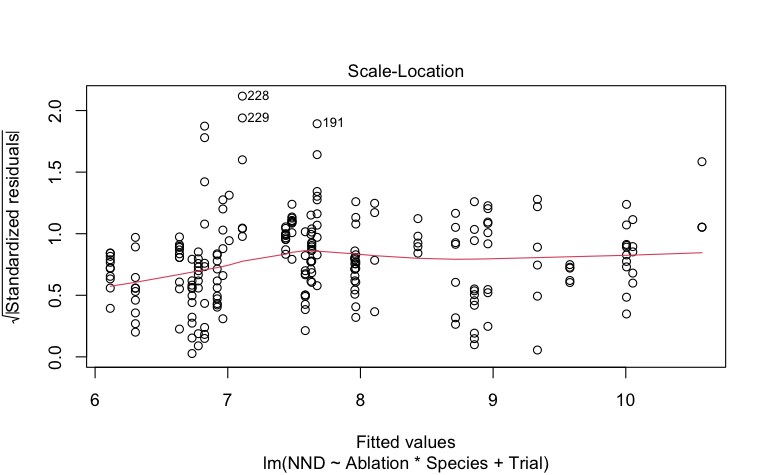 Scale-Location
√|Standardized residuals|
2.0
1.5
1.0
0.5
0.0
228
229
191
6 7 8 9 10
Fitted values
lm(NND ~ Ablation * Species + Trial)